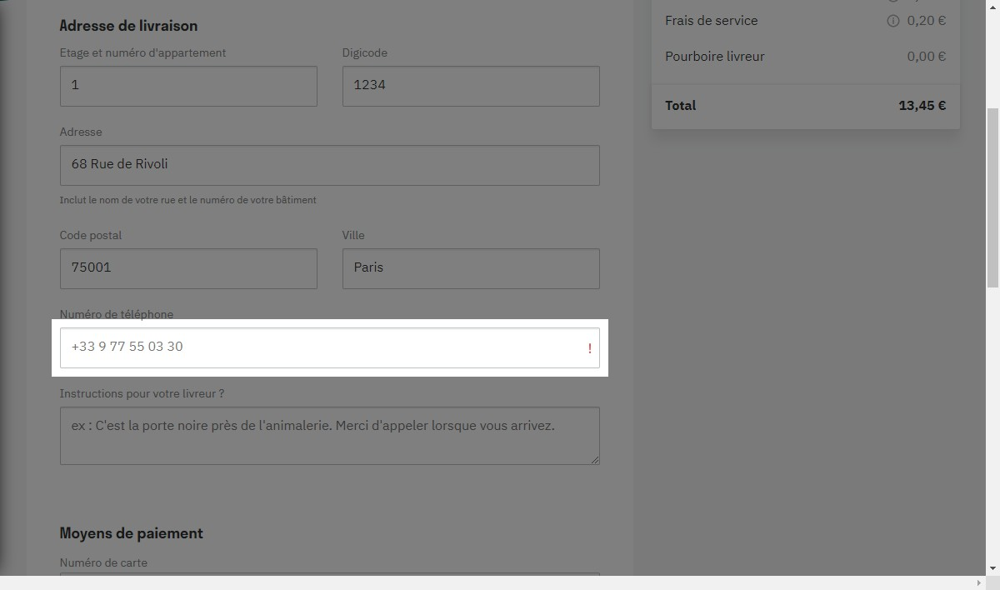 Adresse de livraison
Etage et numéro d'appartement
Digicode
1
1234
Adresse
68 Rue de Rivoli
Inclut le nom de votre rue et le numéro de votre bâtiment
Code postal
Ville
75001
Paris
Numéro de téléphone
+33 9 77 55 03 30
!
Instructions pour votre livreur ?
ex : C'est la porte noire près de l'animalerie. Merci d'appeler lorsque vous arrivez.
Moyens de paiement
Numéro de carte
Frais de service 0,20 €
Pourboire livreur 0,00 €
Total 13,45 €